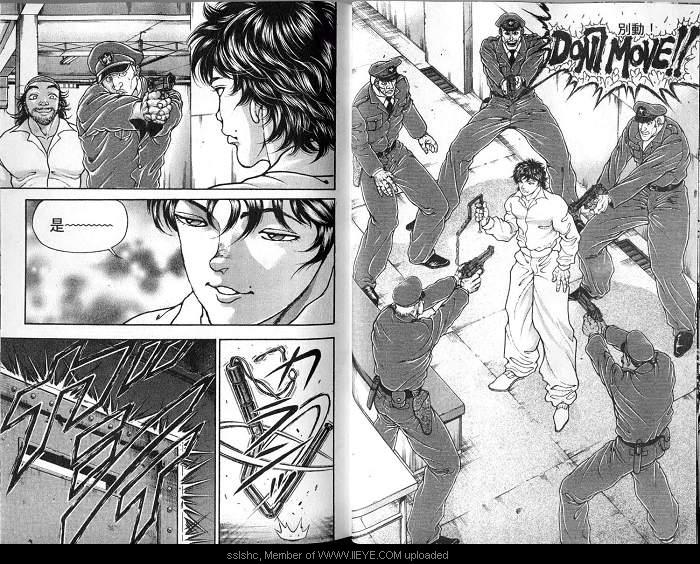 別動！
DON'T MOVE!!
是~~~~~~
sslshc, Member of WWW.IIEYE.COM uploaded